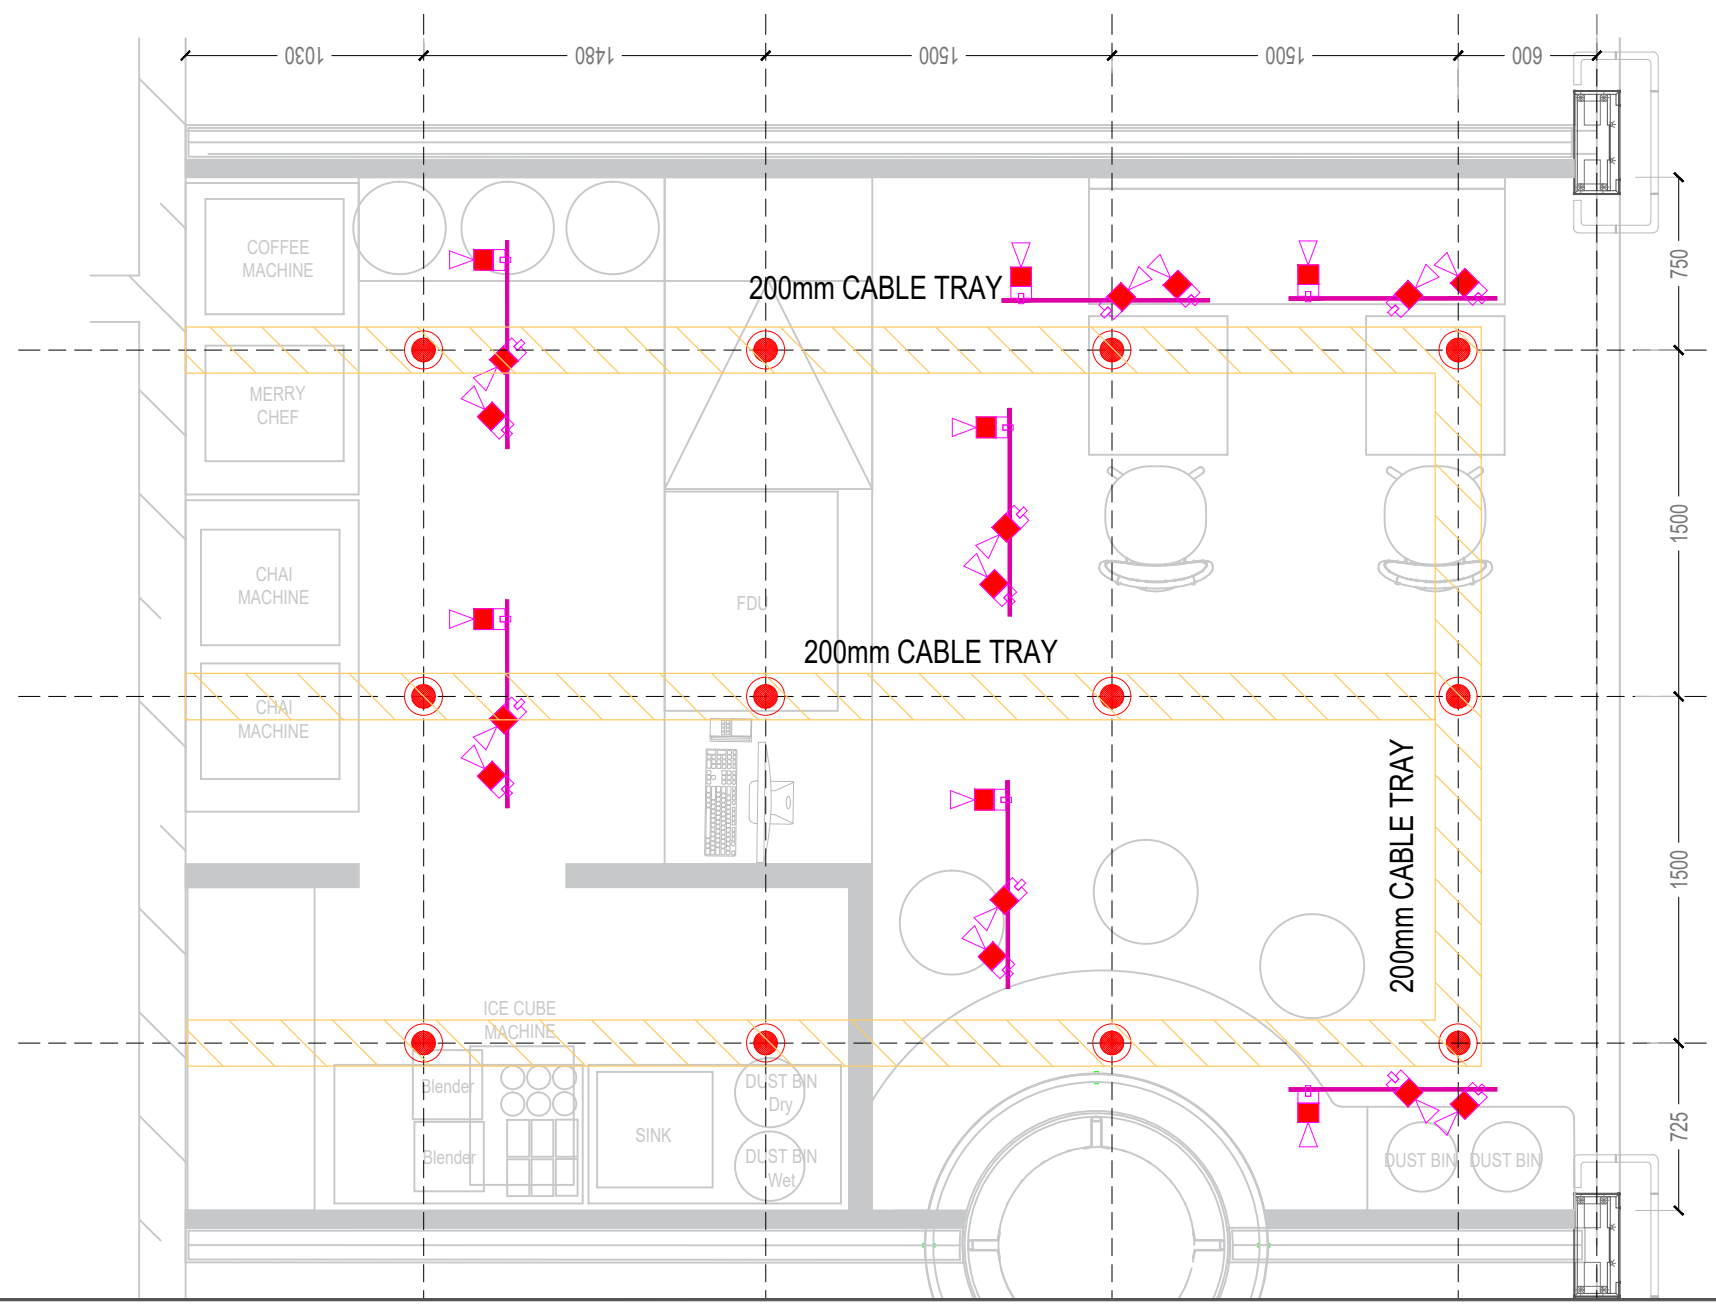 1030
1480
1500
1500
600
COFFEE
MACHINE
200mm CABLE TRAY
750
MERRY
CHEF
1500
CHAI
MACHINE
FDU
200mm CABLE TRAY
CHAI
MACHINE
200mm CABLE TRAY
1500
ICE CUBE
MACHINE
Blender
DUST BIN
Dry
SINK
725
Blender
DUST BIN
Wet
DUST BIN
DUST BIN